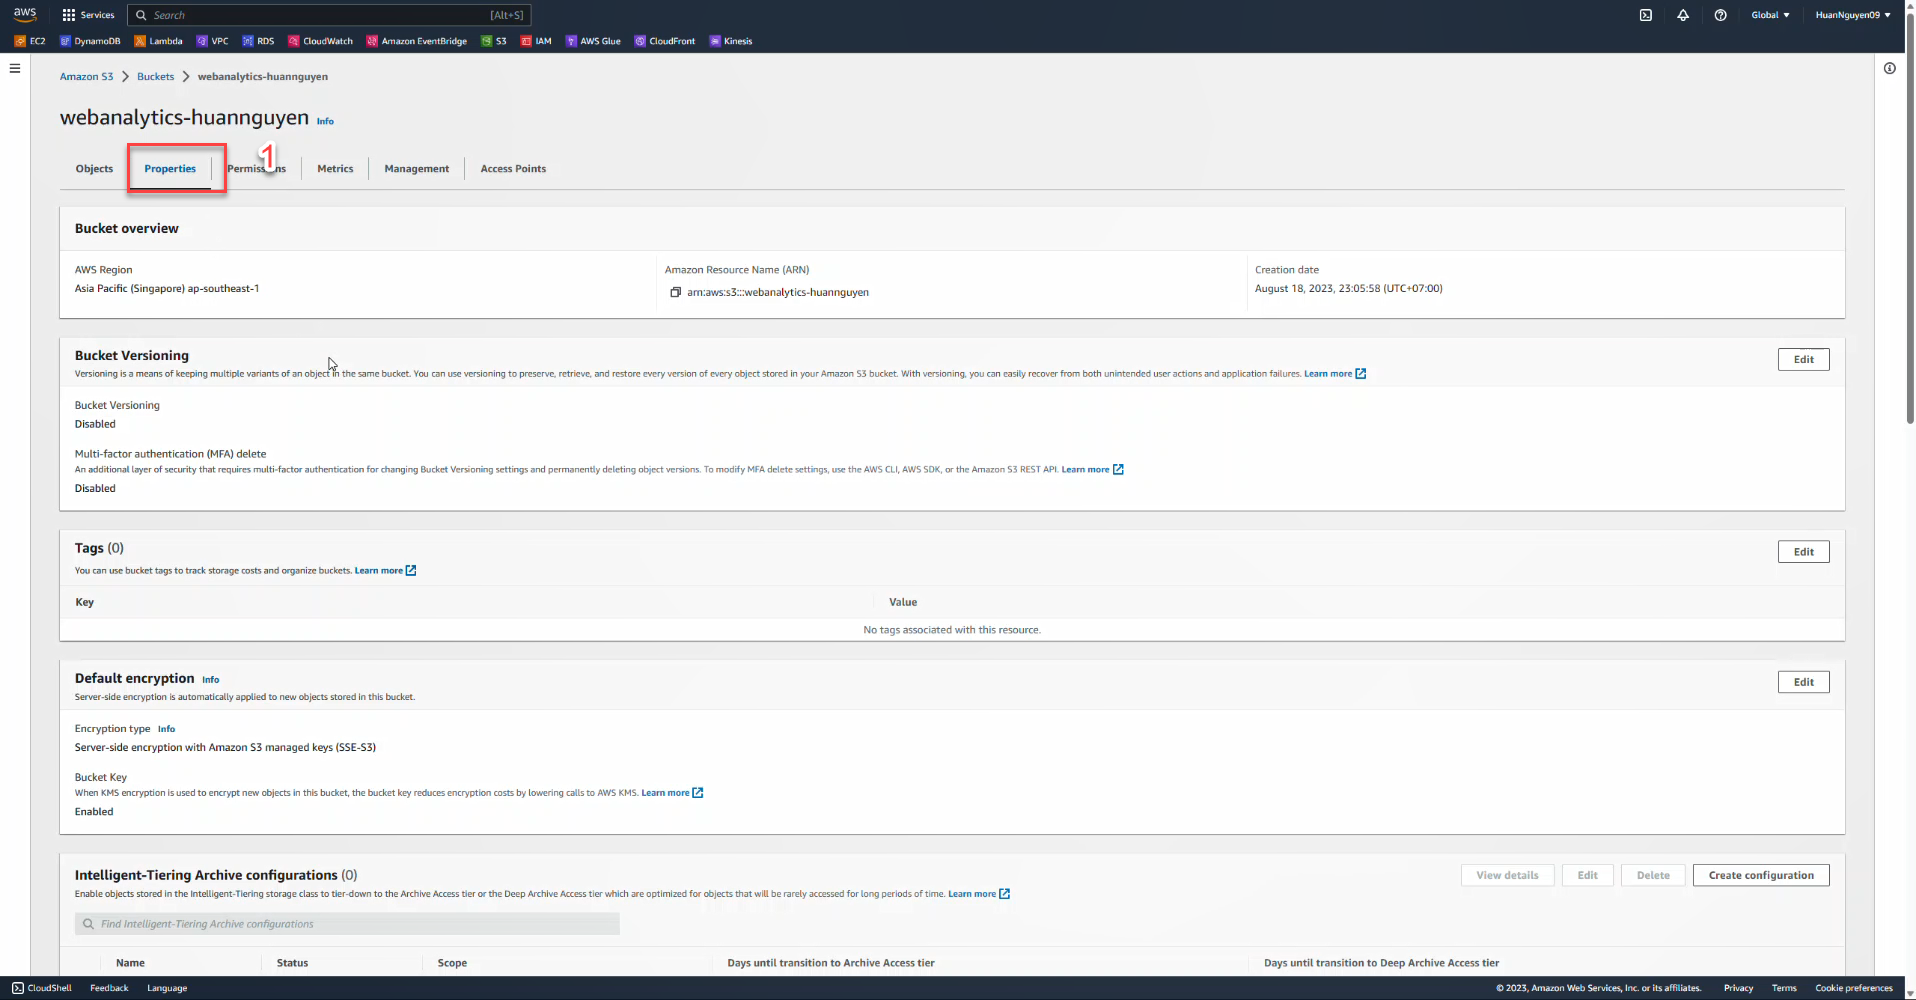 aws Services Search [Alt+S] Global HuanNguyen09
EC2 DynamoDB Lambda VPC RDS CloudWatch Amazon EventBridge S3 IAM AWS Glue CloudFront Kinesis
Amazon S3 > Buckets > webanalytics-huannguyen
webanalytics-huannguyen Info
1
Objects Properties Permissions Metrics Management Access Points
Bucket overview
AWS Region Amazon Resource Name (ARN) Creation date
Asia Pacific (Singapore) ap-southeast-1 arn:aws:s3:::webanalytics-huannguyen August 18, 2023, 23:05:58 (UTC+07:00)
Bucket Versioning Edit
Versioning is a means of keeping multiple variants of an object in the same bucket. You can use versioning to preserve, retrieve, and restore every version of every object stored in your Amazon S3 bucket. With versioning, you can easily recover from both unintended user actions and application failures. Learn more
Bucket Versioning
Disabled
Multi-factor authentication (MFA) delete
An additional layer of security that requires multi-factor authentication for changing Bucket Versioning settings and permanently deleting object versions. To modify MFA delete settings, use the AWS CLI, AWS SDK, or the Amazon S3 REST API. Learn more
Disabled
Tags (0) Edit
You can use bucket tags to track storage costs and organize buckets. Learn more
Key Value
No tags associated with this resource.
Default encryption Info Edit
Server-side encryption is automatically applied to new objects stored in this bucket.
Encryption type Info
Server-side encryption with Amazon S3 managed keys (SSE-S3)
Bucket Key
When KMS encryption is used to encrypt new objects in this bucket, the bucket key reduces encryption costs by lowering calls to AWS KMS. Learn more
Enabled
Intelligent-Tiering Archive configurations (0) View details Edit Delete Create configuration
Enable objects stored in the Intelligent-Tiering storage class to tier-down to the Archive Access tier or the Deep Archive Access tier which are optimized for objects that will be rarely accessed for long periods of time. Learn more
Find Intelligent-Tiering Archive configurations
Name Status Scope Days until transition to Archive Access tier Days until transition to Deep Archive Access tier
CloudShell Feedback Language © 2023, Amazon Web Services, Inc. or its affiliates. Privacy Terms Cookie preferences